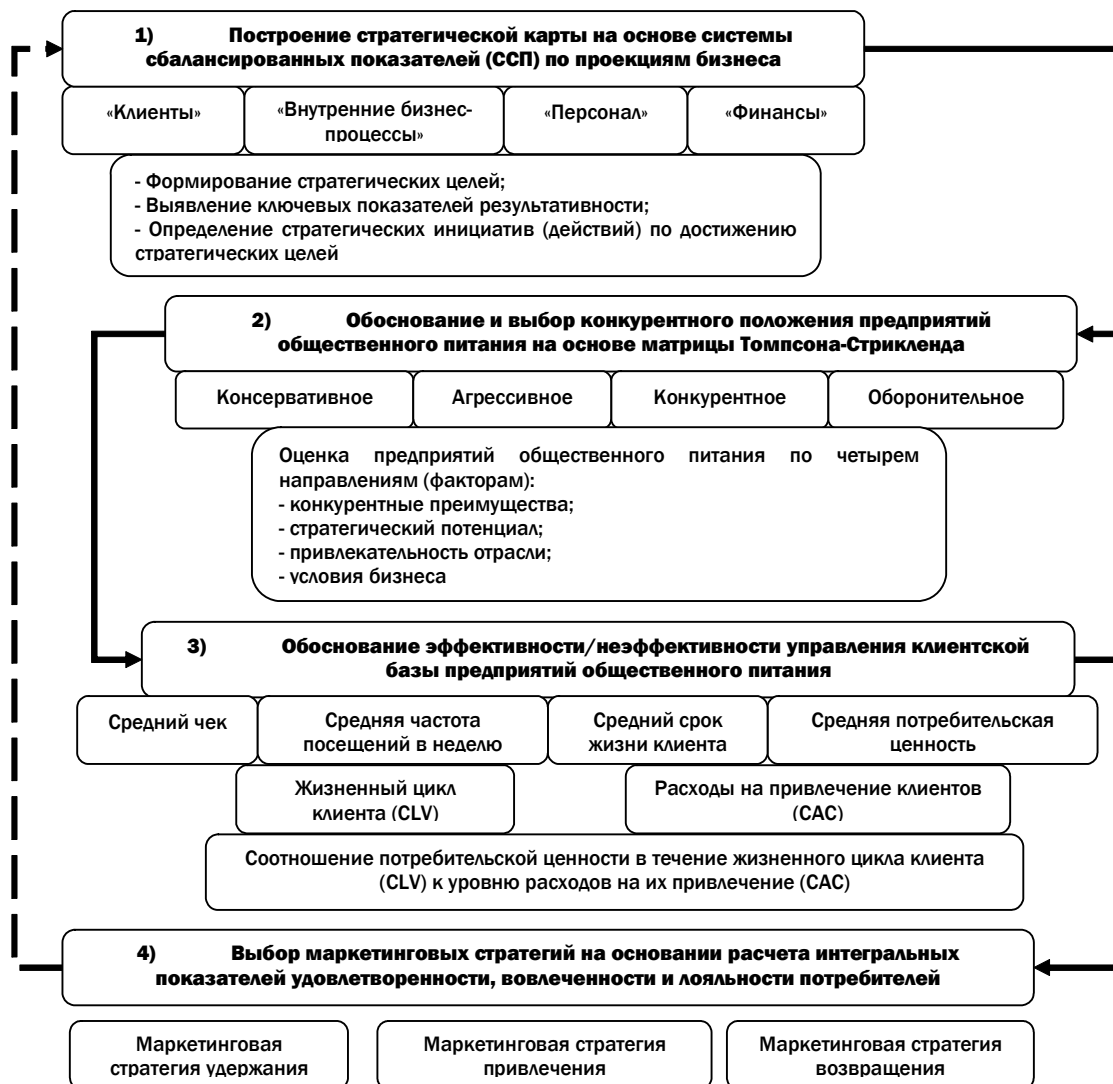 1) Построение стратегической карты на основе системы
сбалансированных показателей (ССП) по проекциям бизнеса
«Клиенты»
«Внутренние бизнес-
процессы»
«Персонал»
«Финансы»
- Формирование стратегических целей;
- Выявление ключевых показателей результативности;
- Определение стратегических инициатив (действий) по достижению
стратегических целей
2) Обоснование и выбор конкурентного положения предприятий
общественного питания на основе матрицы Томпсона-Стрикленда
Консервативное
Агрессивное
Конкурентное
Оборонительное
Оценка предприятий общественного питания по четырем
направлениям (факторам):
- конкурентные преимущества;
- стратегический потенциал;
- привлекательность отрасли;
- условия бизнеса
3) Обоснование эффективности/неэффективности управления клиентской
базы предприятий общественного питания
Средний чек
Средняя частота
посещений в неделю
Средний срок
жизни клиента
Средняя потребительская
ценность
Жизненный цикл
клиента (CLV)
Расходы на привлечение клиентов
(САС)
Соотношение потребительской ценности в течение жизненного цикла клиента
(CLV) к уровню расходов на их привлечение (САС)
4) Выбор маркетинговых стратегий на основании расчета интегральных
показателей удовлетворенности, вовлеченности и лояльности потребителей
Маркетинговая
стратегия удержания
Маркетинговая стратегия
привлечения
Маркетинговая стратегия
возвращения